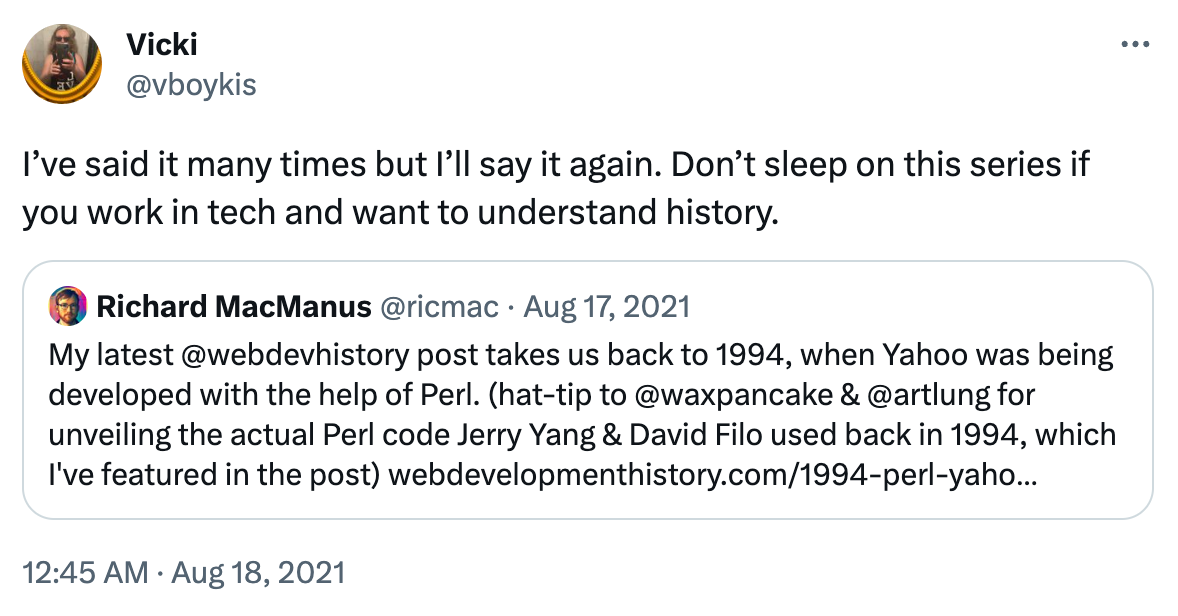 Vicki
@vboykis
I’ve said it many times but I’ll say it again. Don’t sleep on this series if
you work in tech and want to understand history.
Richard MacManus @ricmac · Aug 17, 2021
My latest @webdevhistory post takes us back to 1994, when Yahoo was being
developed with the help of Perl. (hat-tip to @waxpancake & @artlung for
unveiling the actual Perl code Jerry Yang & David Filo used back in 1994, which
I've featured in the post) webdevelopmenthistory.com/1994-perl-yaho...
12:45 AM · Aug 18, 2021